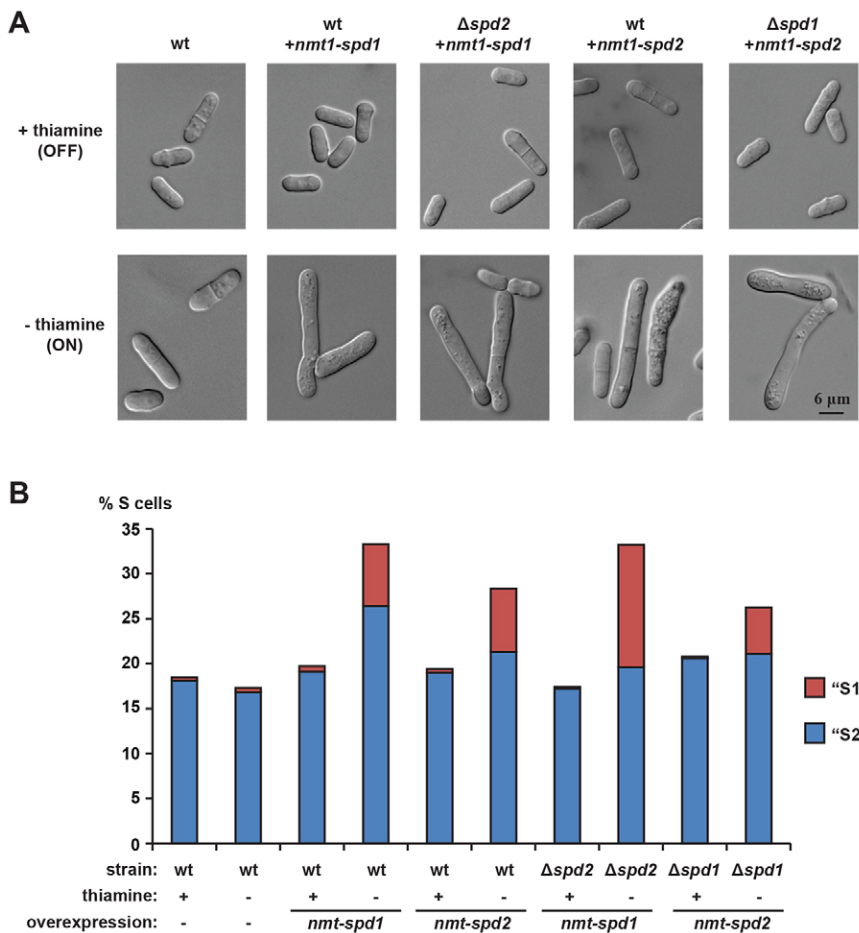 A
wt
wt
+nmt1-spd1
Δspd2
+nmt1-spd1
wt
+nmt1-spd2
Δspd1
+nmt1-spd2
+ thiamine
(OFF)
- thiamine
(ON)
6 μm
B
% S cells
35
30
25
20
15
10
5
0
“S1
“S2
strain: wt wt wt wt wt wt Δspd2 Δspd2 Δspd1 Δspd1
thiamine: + - + - + - + - + -
overexpression: - - nmt-spd1 nmt-spd2 nmt-spd1 nmt-spd2